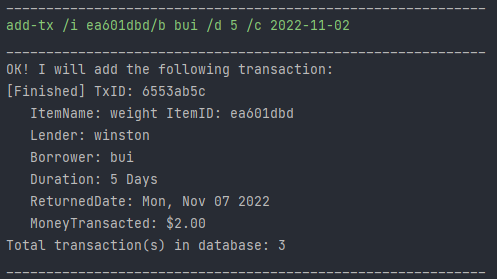 add-tx /i ea601dbd/b bui /d 5 /c 2022-11-02
OK! I will add the following transaction:
[Finished] TxID: 6553ab5c
ItemName: weight ItemID: ea601dbd
Lender: winston
Borrower: bui
Duration: 5 Days
ReturnedDate: Mon, Nov 07 2022
MoneyTransacted: $2.00
Total transaction(s) in database: 3